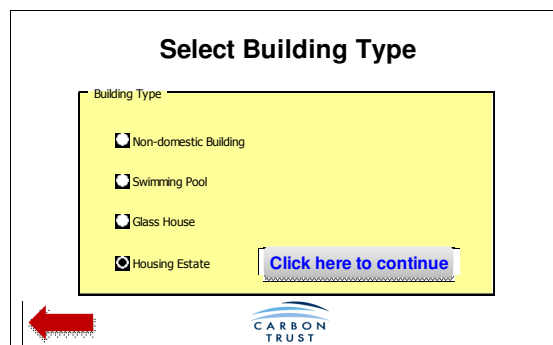 Select Building Type
Building Type
Non-domestic Building
Swimming Pool
Glass House
Housing Estate
Click here to continue
CARBON
TRUST